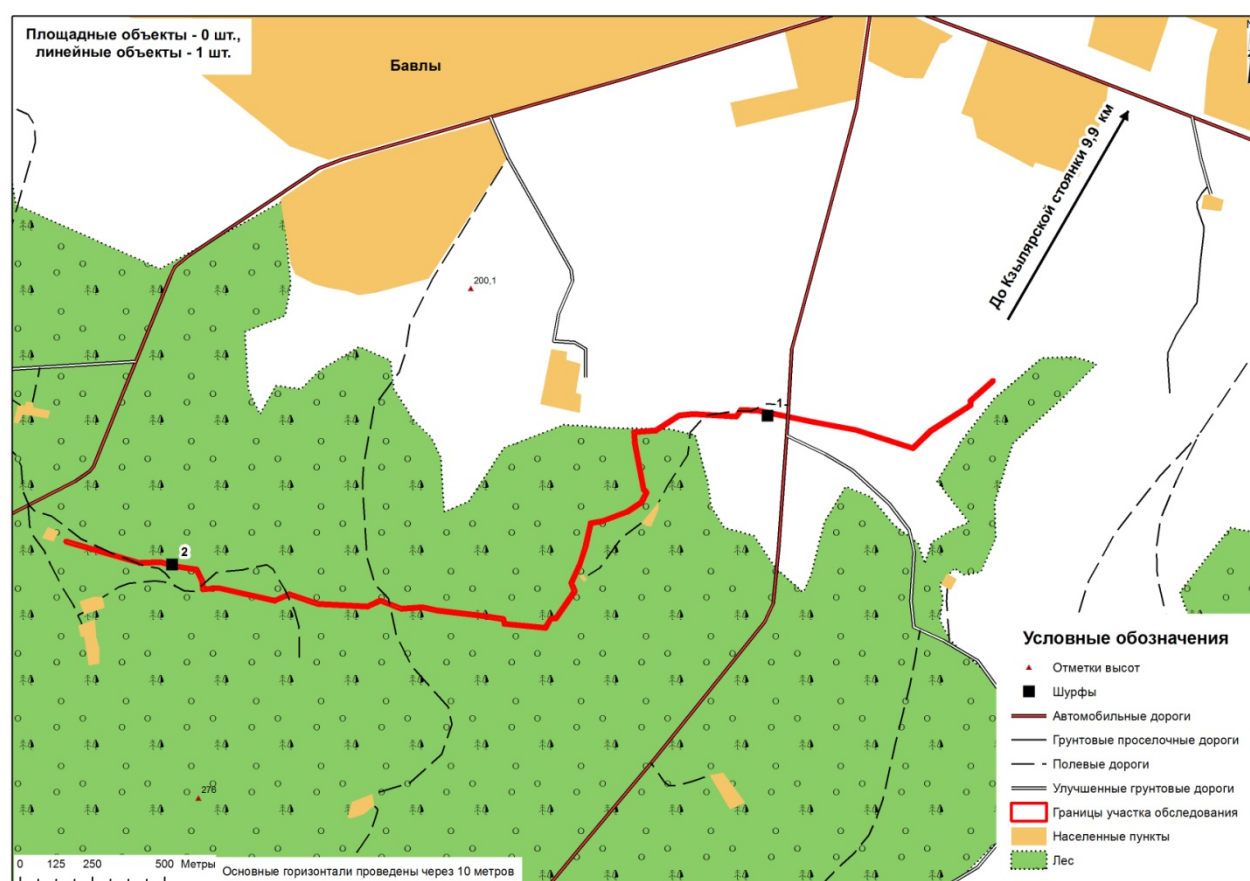 Площадные объекты - 0 шт.,
линейные объекты - 1 шт.
Бавлы
До Кзылярской стоянки 9,9 км
200,1
1
2
276
Условные обозначения
Отметки высот
Шурфы
Автомобильные дороги
Грунтовые проселочные дороги
Полевые дороги
Улучшенные грунтовые дороги
Границы участка обследования
Населенные пункты
Лес
0 125 250 500 Метры
Основные горизонтали проведены через 10 метров